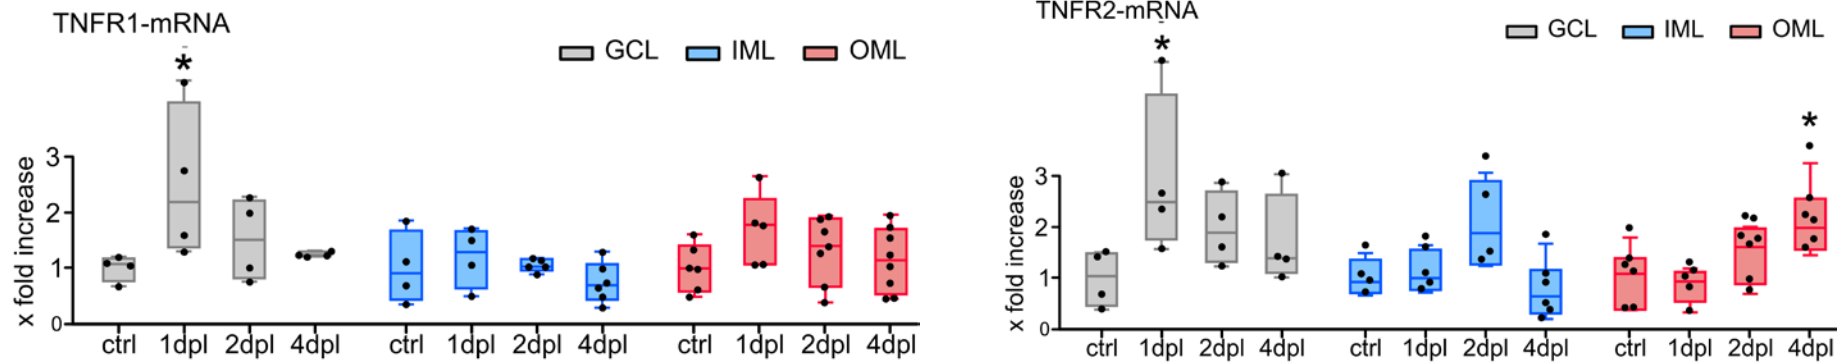 TNFR1-mRNA
GCL IML OML
*
3
2
1
0
x fold increase
ctrl 1dpl 2dpl 4dpl ctrl 1dpl 2dpl 4dpl ctrl 1dpl 2dpl 4dpl
TNFR2-mRNA
GCL IML OML
*
*
3
2
1
0
x fold increase
ctrl 1dpl 2dpl 4dpl ctrl 1dpl 2dpl 4dpl ctrl 1dpl 2dpl 4dpl